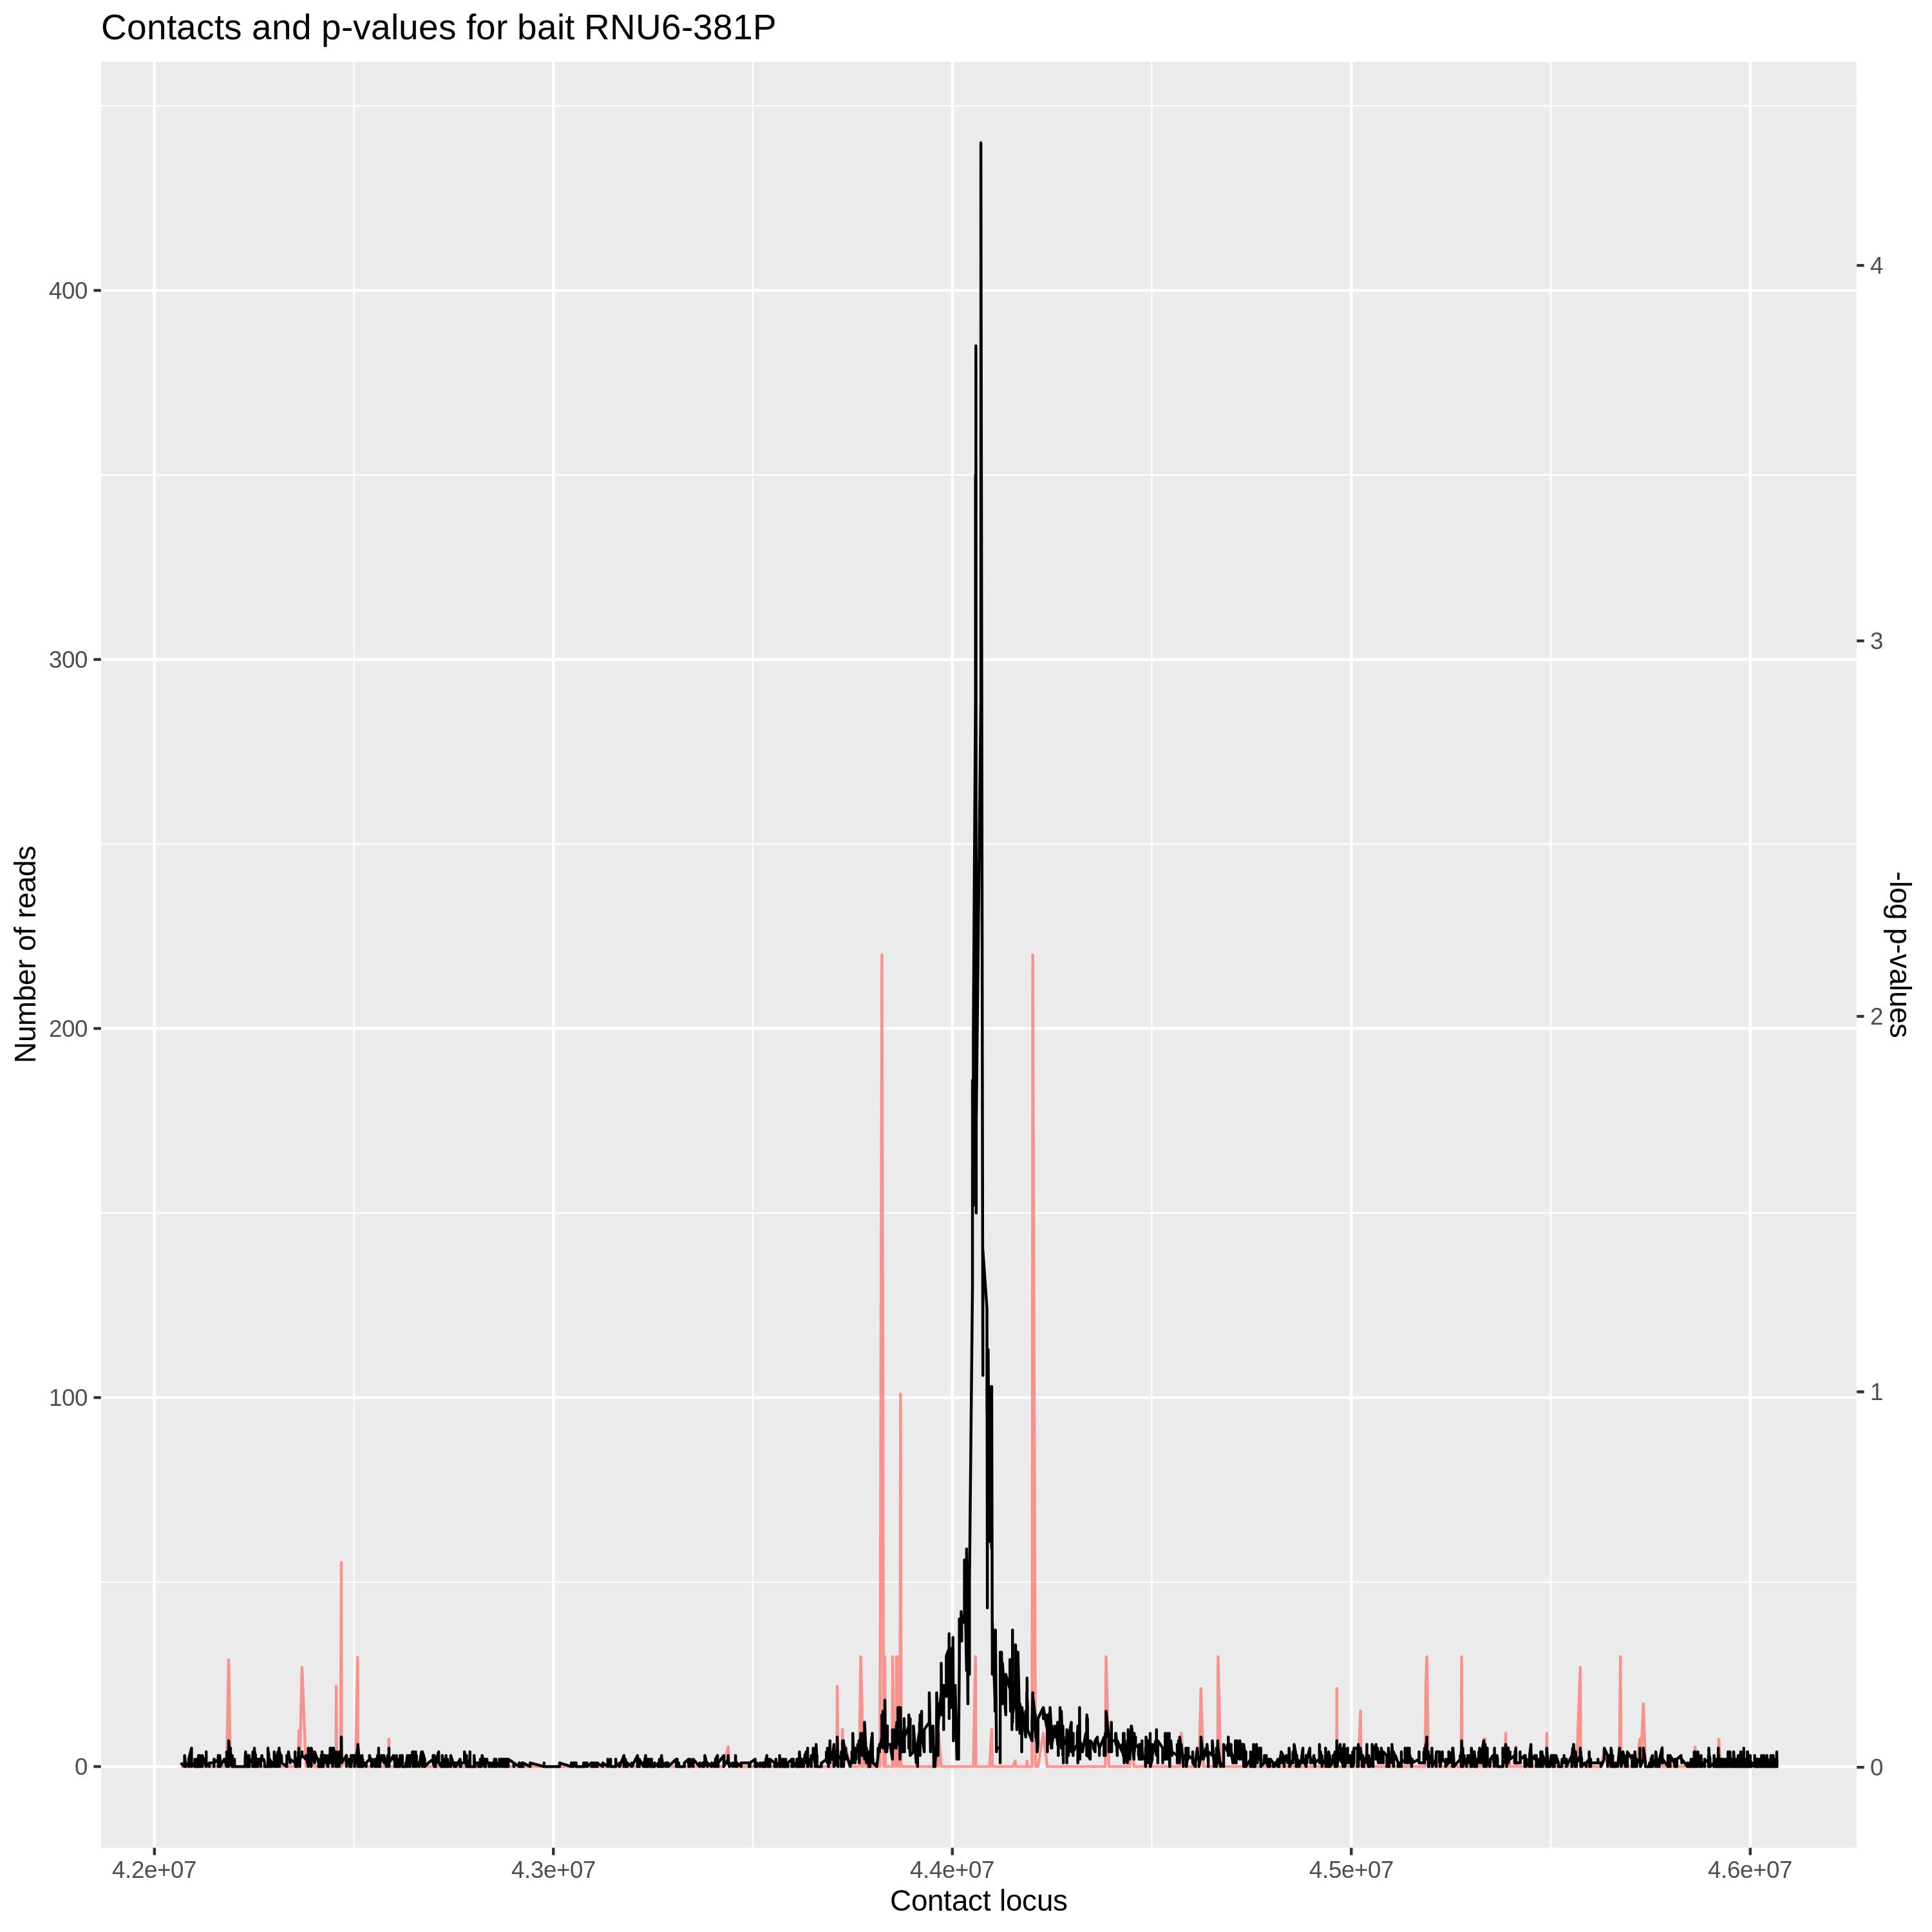 Contacts and p-values for bait RNU6-381P
Number of reads
400
300
200
100
0
4
3
2
1
0
-log p-values
4.2e+07 4.3e+07 4.4e+07 4.5e+07 4.6e+07
Contact locus